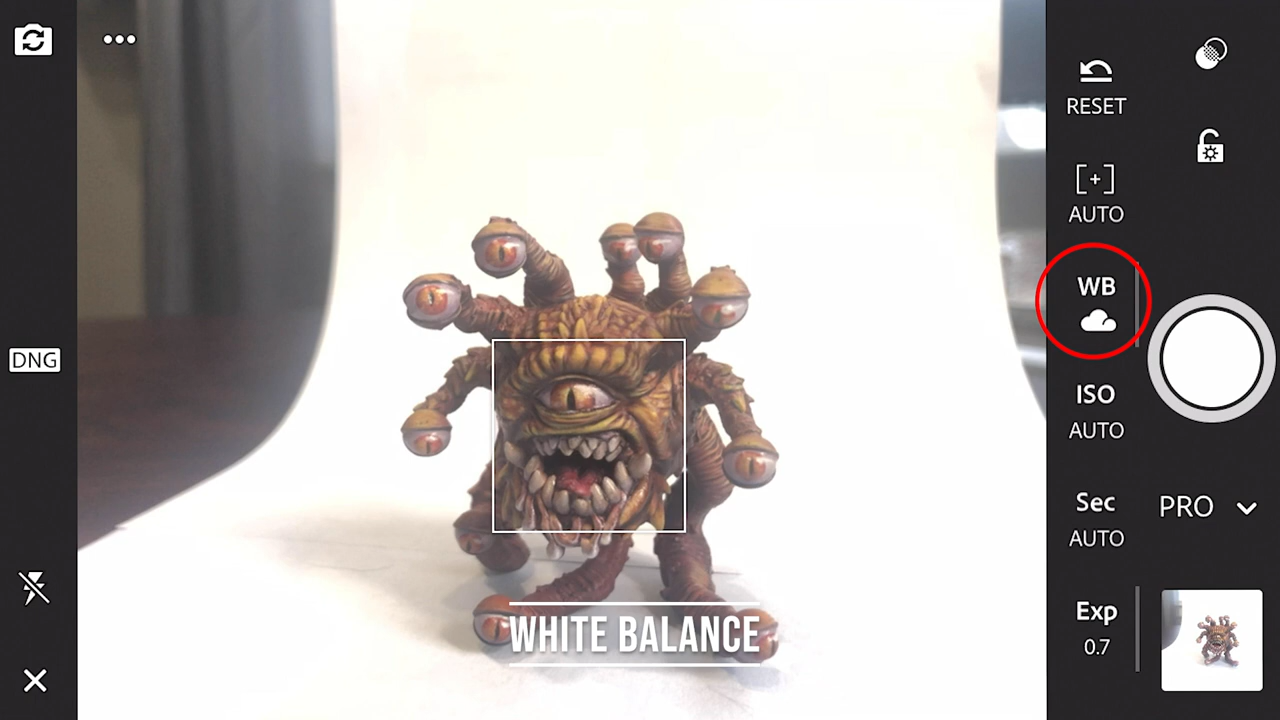 RESET
[+]
AUTO
WB
ISO
AUTO
Sec
AUTO
Exp
0.7
PRO
DNG
WHITE BALANCE